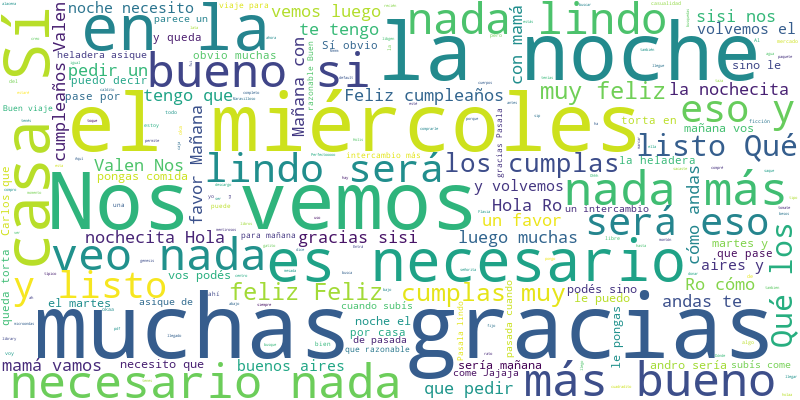 noche necesito
parece un
viaje para
vemos luego
nada lindo
sisi nos
en la
te tengo
la noche
volvemos el
heladera asique
y queda
obvio muchas
Sí obvio
con mamá
sino le
casa Sí
cumpleaños Valen
pedir un
bueno si
puedo decir
Buen viaje
pase por
tengo que
Mañana con
razonable Buen
Feliz cumpleaños
muy feliz
la nochecita
el miércoles
eso y
torta en
mañana vos
ficción
Valen Nos
pongas comida
favor Mañana
lindo será
intercambio más
los cumplas
gracias Pasala
la heladera
listo Qué
Carlos que
Nos vemos
y volvemos
Hola Ro
nada más
un intercambio
un favor
será eso
cómo andas
nochecita Hola
para mañana
gracias sisi
luego muchas
martes y
que pase
queda torta
veo nada
es necesario
aires y
Ro cómo
Qué los
vos podés
y listo
feliz Feliz
cumplas muy
podés sino
el martes
asique de
ahí
cuando subis
le puedo
andas te
muchas gracias
noche el
por casa
de pasada
que razonable
bien
Pasala lindo
pasada cuando
le pongas
mamá vamos
necesito que
buenos aires
sería mañana
andro sería
subis come
come Jajaja
necesario nada
que pedir
más bueno